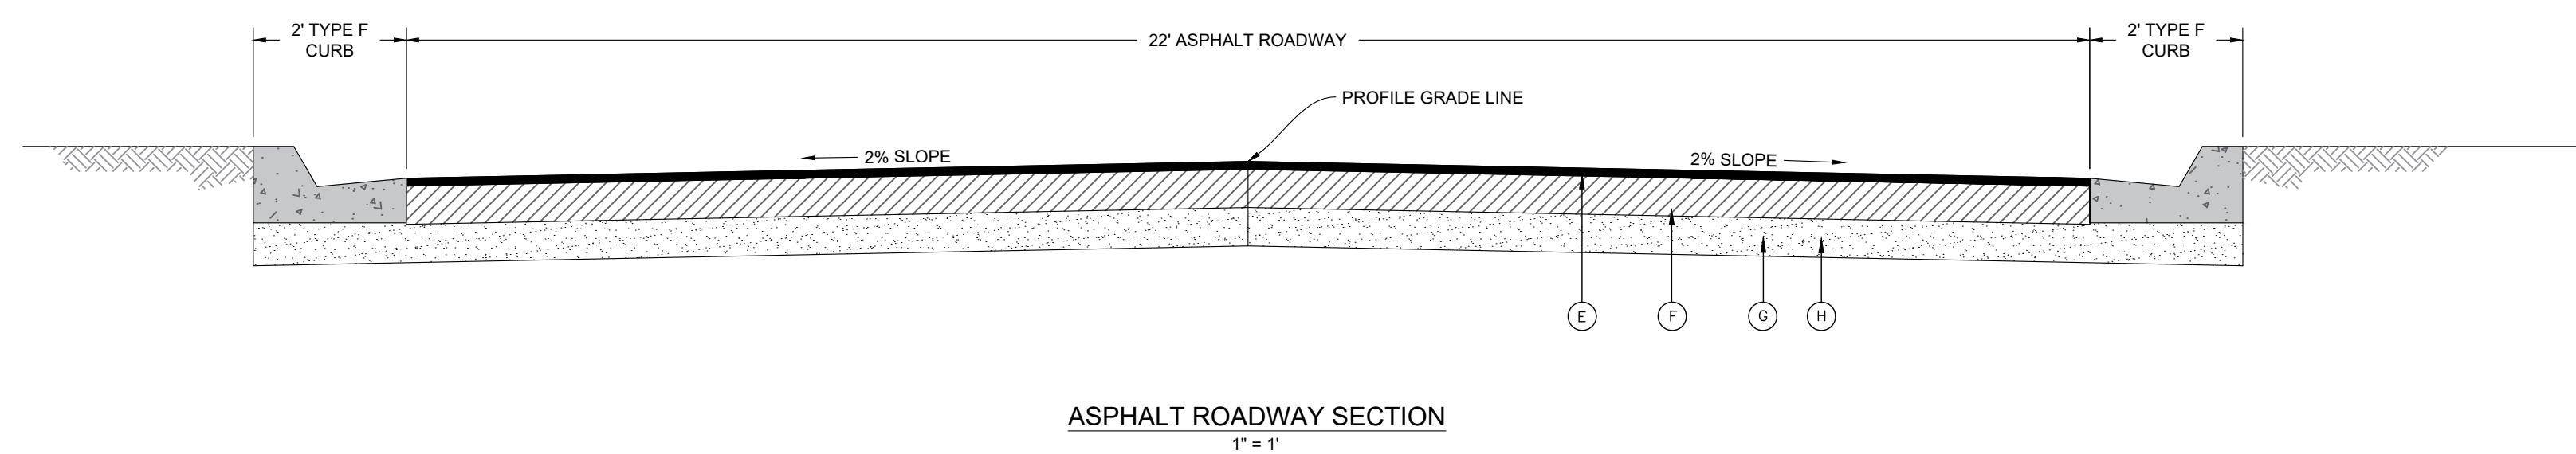 2' TYPE F
CURB
22' ASPHALT ROADWAY
2' TYPE F
CURB
PROFILE GRADE LINE
2% SLOPE
2% SLOPE
E
F
G
H
ASPHALT ROADWAY SECTION
1" = 1'